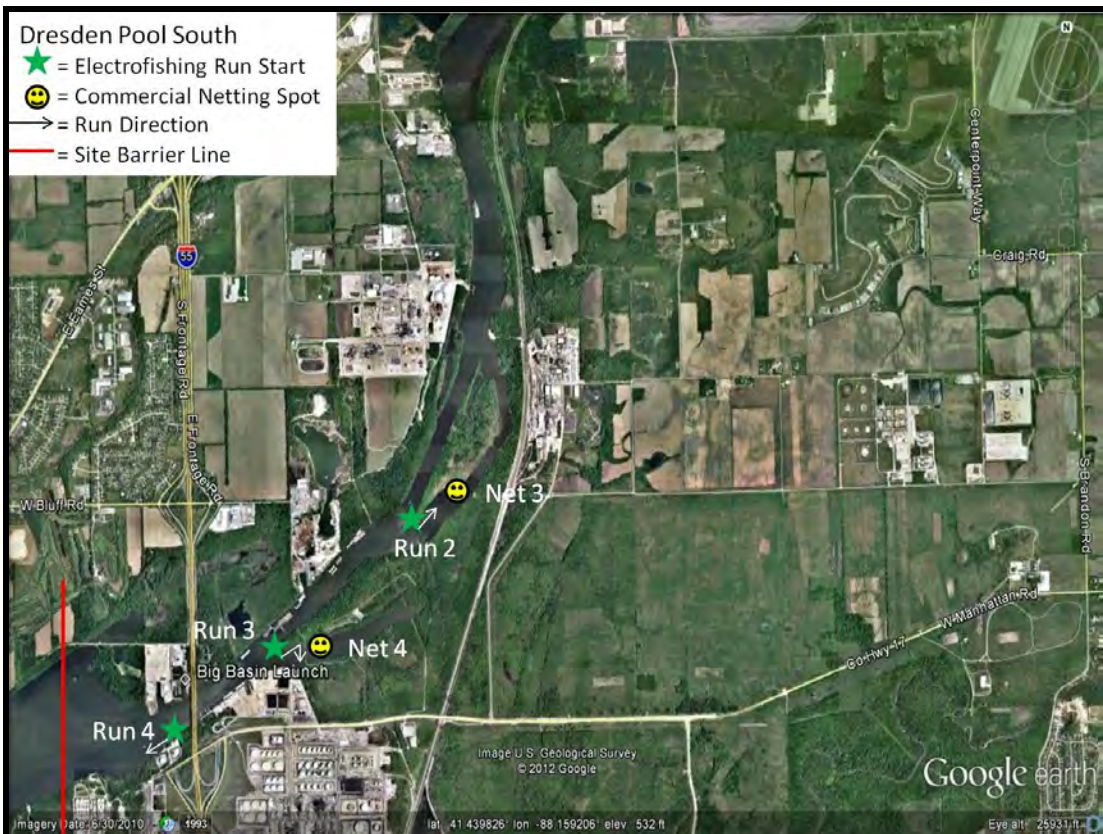 Dresden Pool South
= Electrofishing Run Start
= Commercial Netting Spot
= Run Direction
= Site Barrier Line
N
Centerpoint Way
55
Craig Rd
E Eames St
S Frontage Rd
E Frontage Rd
S Brandon Rd
W Bluff Rd
Net 3
Run 2
W Manhattan Rd
Run 3
Net 4
Co Hwy 17
Big Basin Launch
Run 4
Image U.S. Geological Survey
© 2012 Google
Google earth
Imagery Date: 6/30/2010
1993
lat 41.439826° lon -88.159206° elev 532 ft
Eye alt 25931 ft